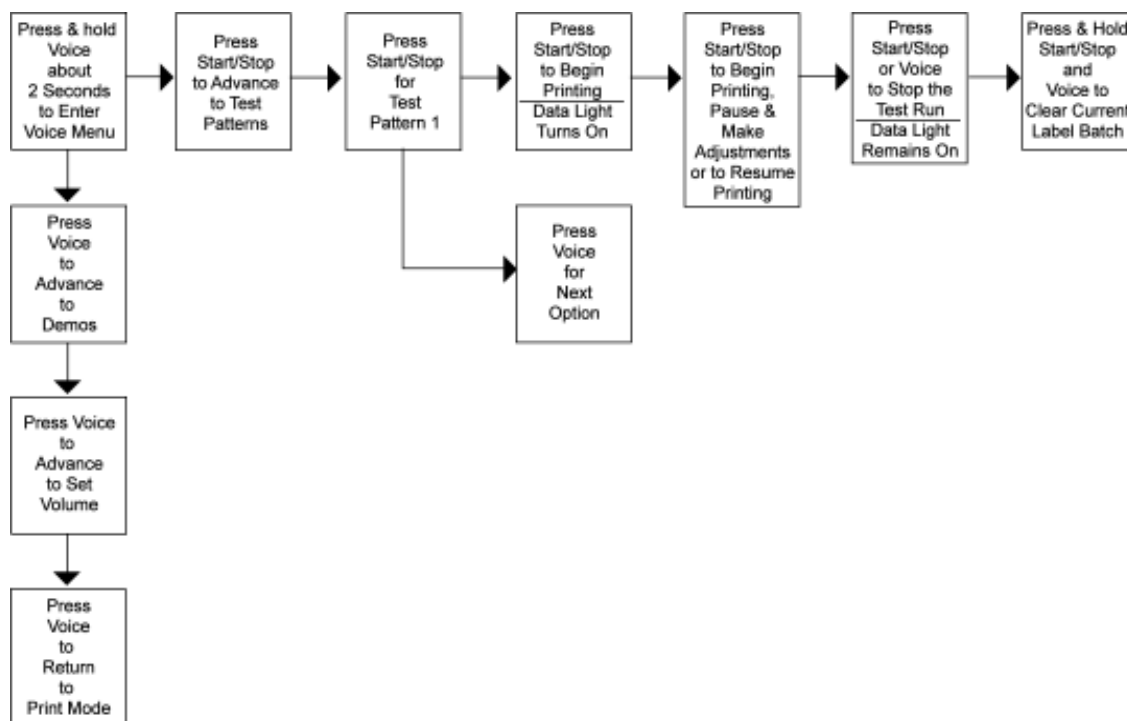 Press & hold
Voice
about
2 Seconds
to Enter
Voice Menu
Press
Start/Stop
to Advance
to Test
Patterns
Press
Start/Stop
for
Test
Pattern 1
Press
Start/Stop
to Begin
Printing
Data Light
Turns On
Press
Start/Stop
to Begin
Printing,
Pause &
Make
Adjustments
or to Resume
Printing
Press
Start/Stop
or Voice
to Stop the
Test Run
Data Light
Remains On
Press & Hold
Start/Stop
and
Voice to
Clear Current
Label Batch
Press
Voice
to
Advance
to
Demos
Press
Voice
for
Next
Option
Press Voice
to
Advance
to Set
Volume
Press
Voice
to
Return
to
Print Mode